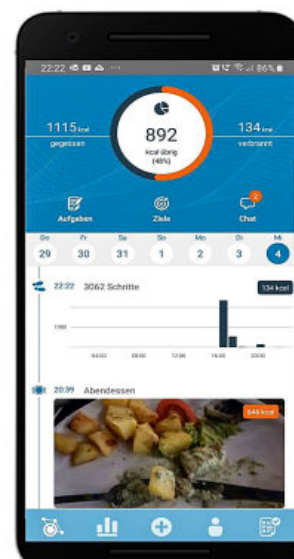 22:22 ... 86%
1115 kcal
gegessen
892
kcal übrig
(48%)
134 kcal
verbrannt
Aufgaben
Ziele
2
Chat
Do Fr Sa So Mo Di Mi
29 30 31 1 2 3 4
22:22 3062 Schritte 134 kcal
1000
04:00 08:00 12:00 16:00 20:00
20:39 Abendessen
646 kcal